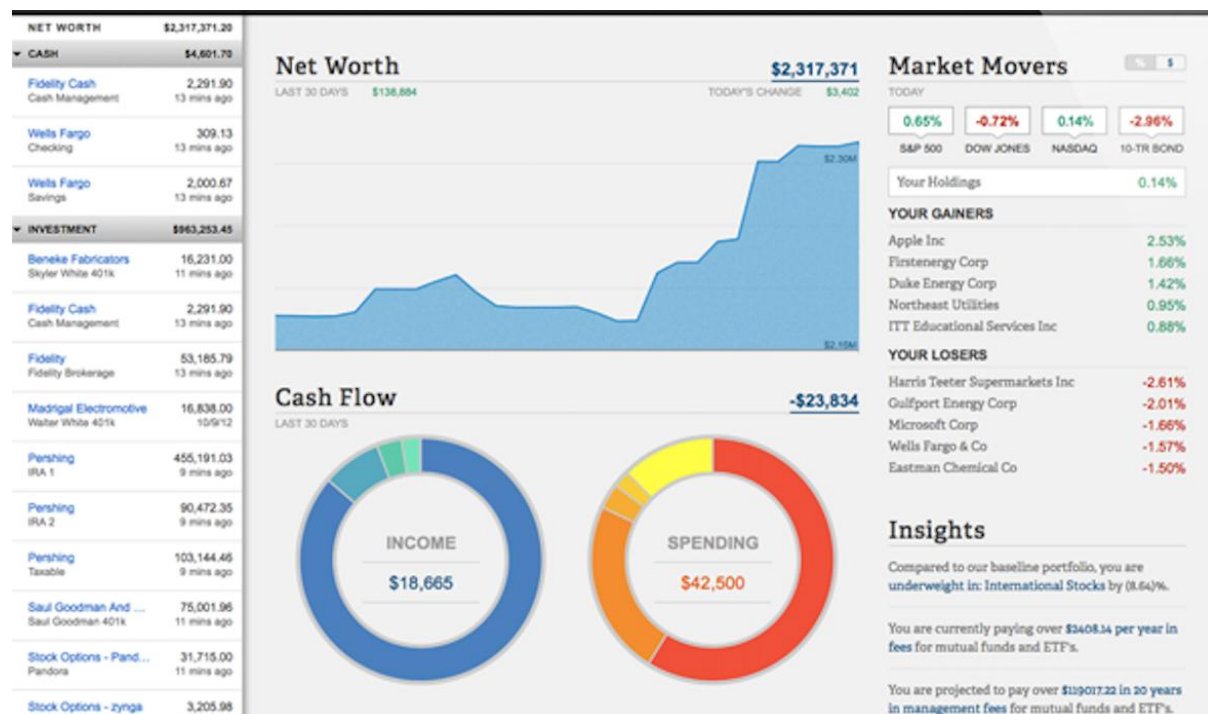 NET WORTH $2,317,371.20
CASH $4,601.70
Fidelity Cash 2,291.90
Cash Management 13 mins ago
Wells Fargo 309.13
Checking 13 mins ago
Wells Fargo 2,000.67
Savings 13 mins ago
INVESTMENT $963,253.45
Beneke Fabricators 16,231.00
Skyler White 401k 11 mins ago
Fidelity Cash 2,291.90
Cash Management 13 mins ago
Fidelity 53,185.79
Fidelity Brokerage 13 mins ago
Madrigal Electromotive 16,838.00
Walter White 401k 10/9/12
Pershing 455,191.03
IRA 1 9 mins ago
Pershing 90,472.35
IRA 2 9 mins ago
Pershing 103,144.46
Taxable 9 mins ago
Saul Goodman And ... 75,001.96
Saul Goodman 401k 11 mins ago
Stock Options - Pand... 31,715.00
Pandora 11 mins ago
Stock Options - zynga 3,205.98
Net Worth $2,317,371
LAST 30 DAYS $138,884 TODAY'S CHANGE $3,402
$2.30M
$2.15M
Cash Flow -$23,834
LAST 30 DAYS
INCOME
$18,665
SPENDING
$42,500
Market Movers % $
TODAY
0.65% -0.72% 0.14% -2.96%
S&P 500 DOW JONES NASDAQ 10-TR BOND
Your Holdings 0.14%
YOUR GAINERS
Apple Inc 2.53%
Firstenergy Corp 1.66%
Duke Energy Corp 1.42%
Northeast Utilities 0.95%
ITT Educational Services Inc 0.88%
YOUR LOSERS
Harris Teeter Supermarkets Inc -2.61%
Gulfport Energy Corp -2.01%
Microsoft Corp -1.66%
Wells Fargo & Co -1.57%
Eastman Chemical Co -1.50%
Insights
Compared to our baseline portfolio, you are
underweight in: International Stocks by (8.64)%.
You are currently paying over $2408.14 per year in
fees for mutual funds and ETF's.
You are projected to pay over $119017.22 in 20 years
in management fees for mutual funds and ETF's.